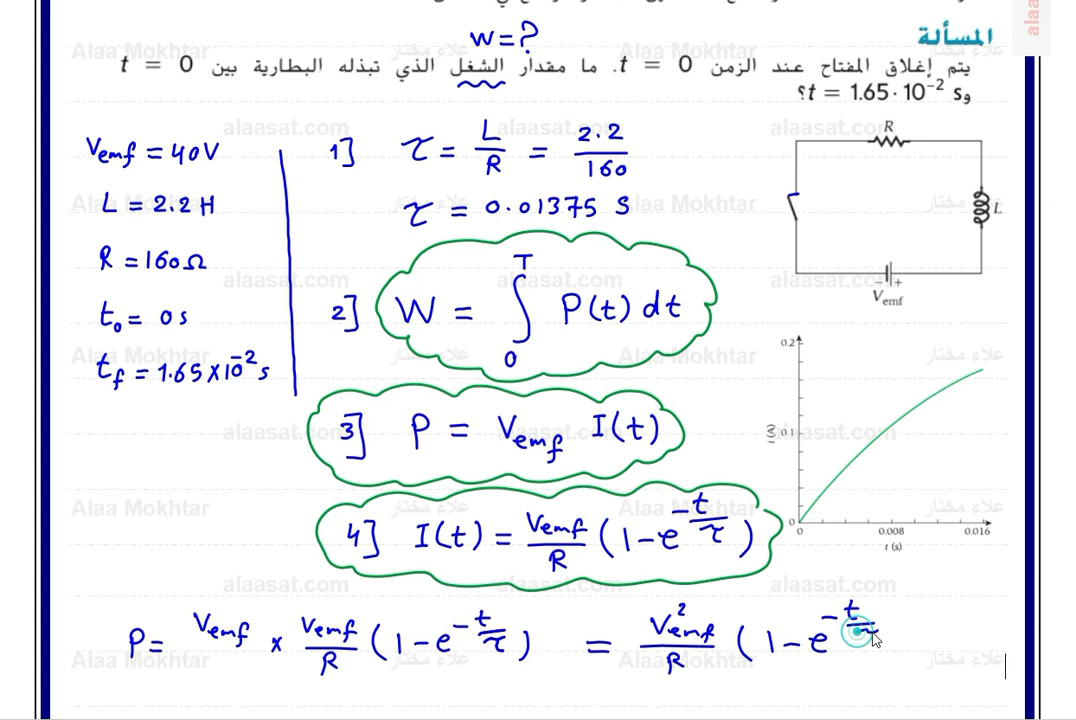 المسألة
W = ?
يتم إغلاق المفتاح عند الزمن t = 0. ما مقدار الشغل الذي تبذله البطارية بين t = 0
و t = 1.65·10⁻² s؟
Vemf = 40V
L = 2.2 H
R = 160Ω
t₀ = 0 s
t_f = 1.65 × 10⁻² s
1] τ = L/R = 2.2/160
τ = 0.01375 S
2] W = ∫₀ᵀ P(t) dt
3] P = Vemf I(t)
4] I(t) = Vemf/R (1 - e^(-t/τ))
P = Vemf × Vemf/R (1 - e^(-t/τ)) = V²emf/R (1 - e^(-t/τ
R
L
- +
Vemf
0.2
0.1
0
0 0.008 0.016
t (s)
Alaa Mokhtar علاء مختار
alaasat.com